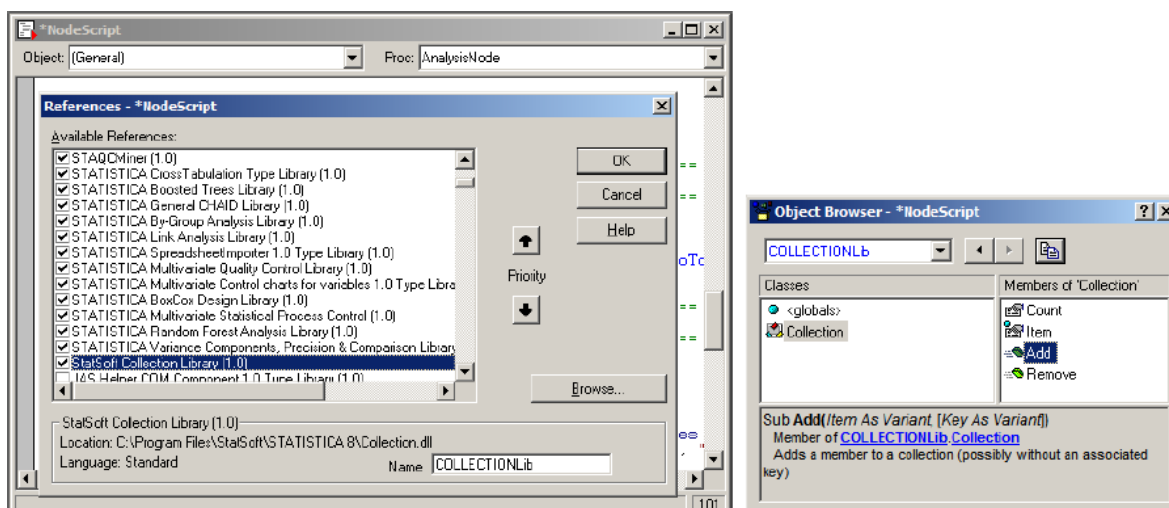 *NodeScript
Object: (General) Proc: AnalysisNode
References - *NodeScript
Available References:
STAQCMiner (1.0)
STATISTICA CrossTabulation Type Library (1.0)
STATISTICA Boosted Trees Library (1.0)
STATISTICA General CHAID Library (1.0)
STATISTICA By-Group Analysis Library (1.0)
STATISTICA Link Analysis Library (1.0)
STATISTICA SpreadsheetImporter 1.0 Type Library (1.0)
STATISTICA Multivariate Quality Control Library (1.0)
STATISTICA Multivariate Control charts for variables 1.0 Type Libra
STATISTICA BoxCox Design Library (1.0)
STATISTICA Multivariate Statistical Process Control (1.0)
STATISTICA Random Forest Analysis Library (1.0)
STATISTICA Variance Components, Precision & Comparison Library
StatSoft Collection Library (1.0)
IAS Helper COM Component 1.0 Type Library (1.0)
OK
Cancel
Help
Priority
Browse...
StatSoft Collection Library (1.0)
Location: C:\Program Files\StatSoft\STATISTICA 8\Collection.dll
Language: Standard Name COLLECTIONLib
==
==
oTo
==
==
101
Object Browser - *NodeScript
COLLECTIONLb
Classes
<globals>
Collection
Members of 'Collection'
Count
Item
Add
Remove
Sub Add(Item As Variant, [Key As Variant])
Member of COLLECTIONLib.Collection
Adds a member to a collection (possibly without an associated
key)